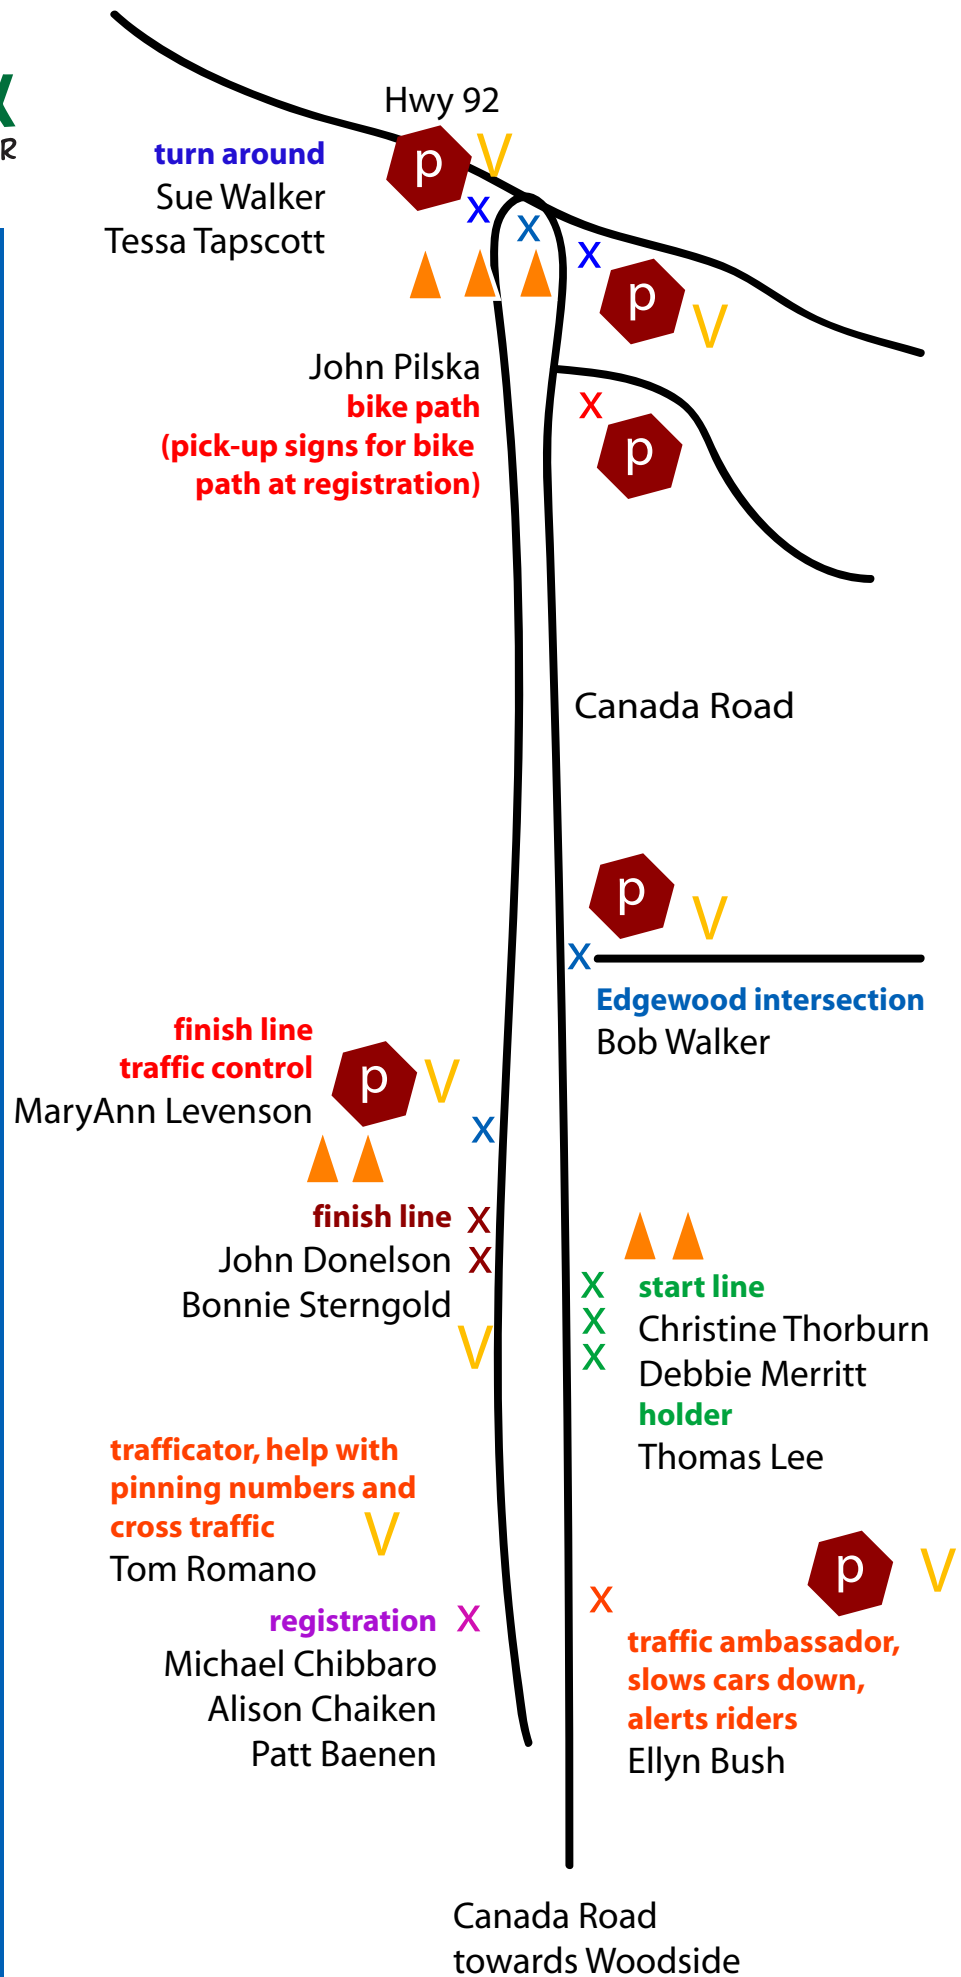 Hwy 92
p
V
turn around
Sue Walker
Tessa Tapscott
x
x
x
p
V
John Pilska
bike path
(pick-up signs for bike
path at registration)
x
p
Canada Road
p
V
x
Edgewood intersection
Bob Walker
finish line
traffic control
MaryAnn Levenson
p
V
x
finish line
John Donelson
Bonnie Sterngold
x
x
V
x
x
x
start line
Christine Thorburn
Debbie Merritt
holder
Thomas Lee
trafficator, help with
pinning numbers and
cross traffic
Tom Romano
V
registration
Michael Chibbaro
Alison Chaiken
Patt Baenen
x
x
p
V
traffic ambassador,
slows cars down,
alerts riders
Ellyn Bush
Canada Road
towards Woodside